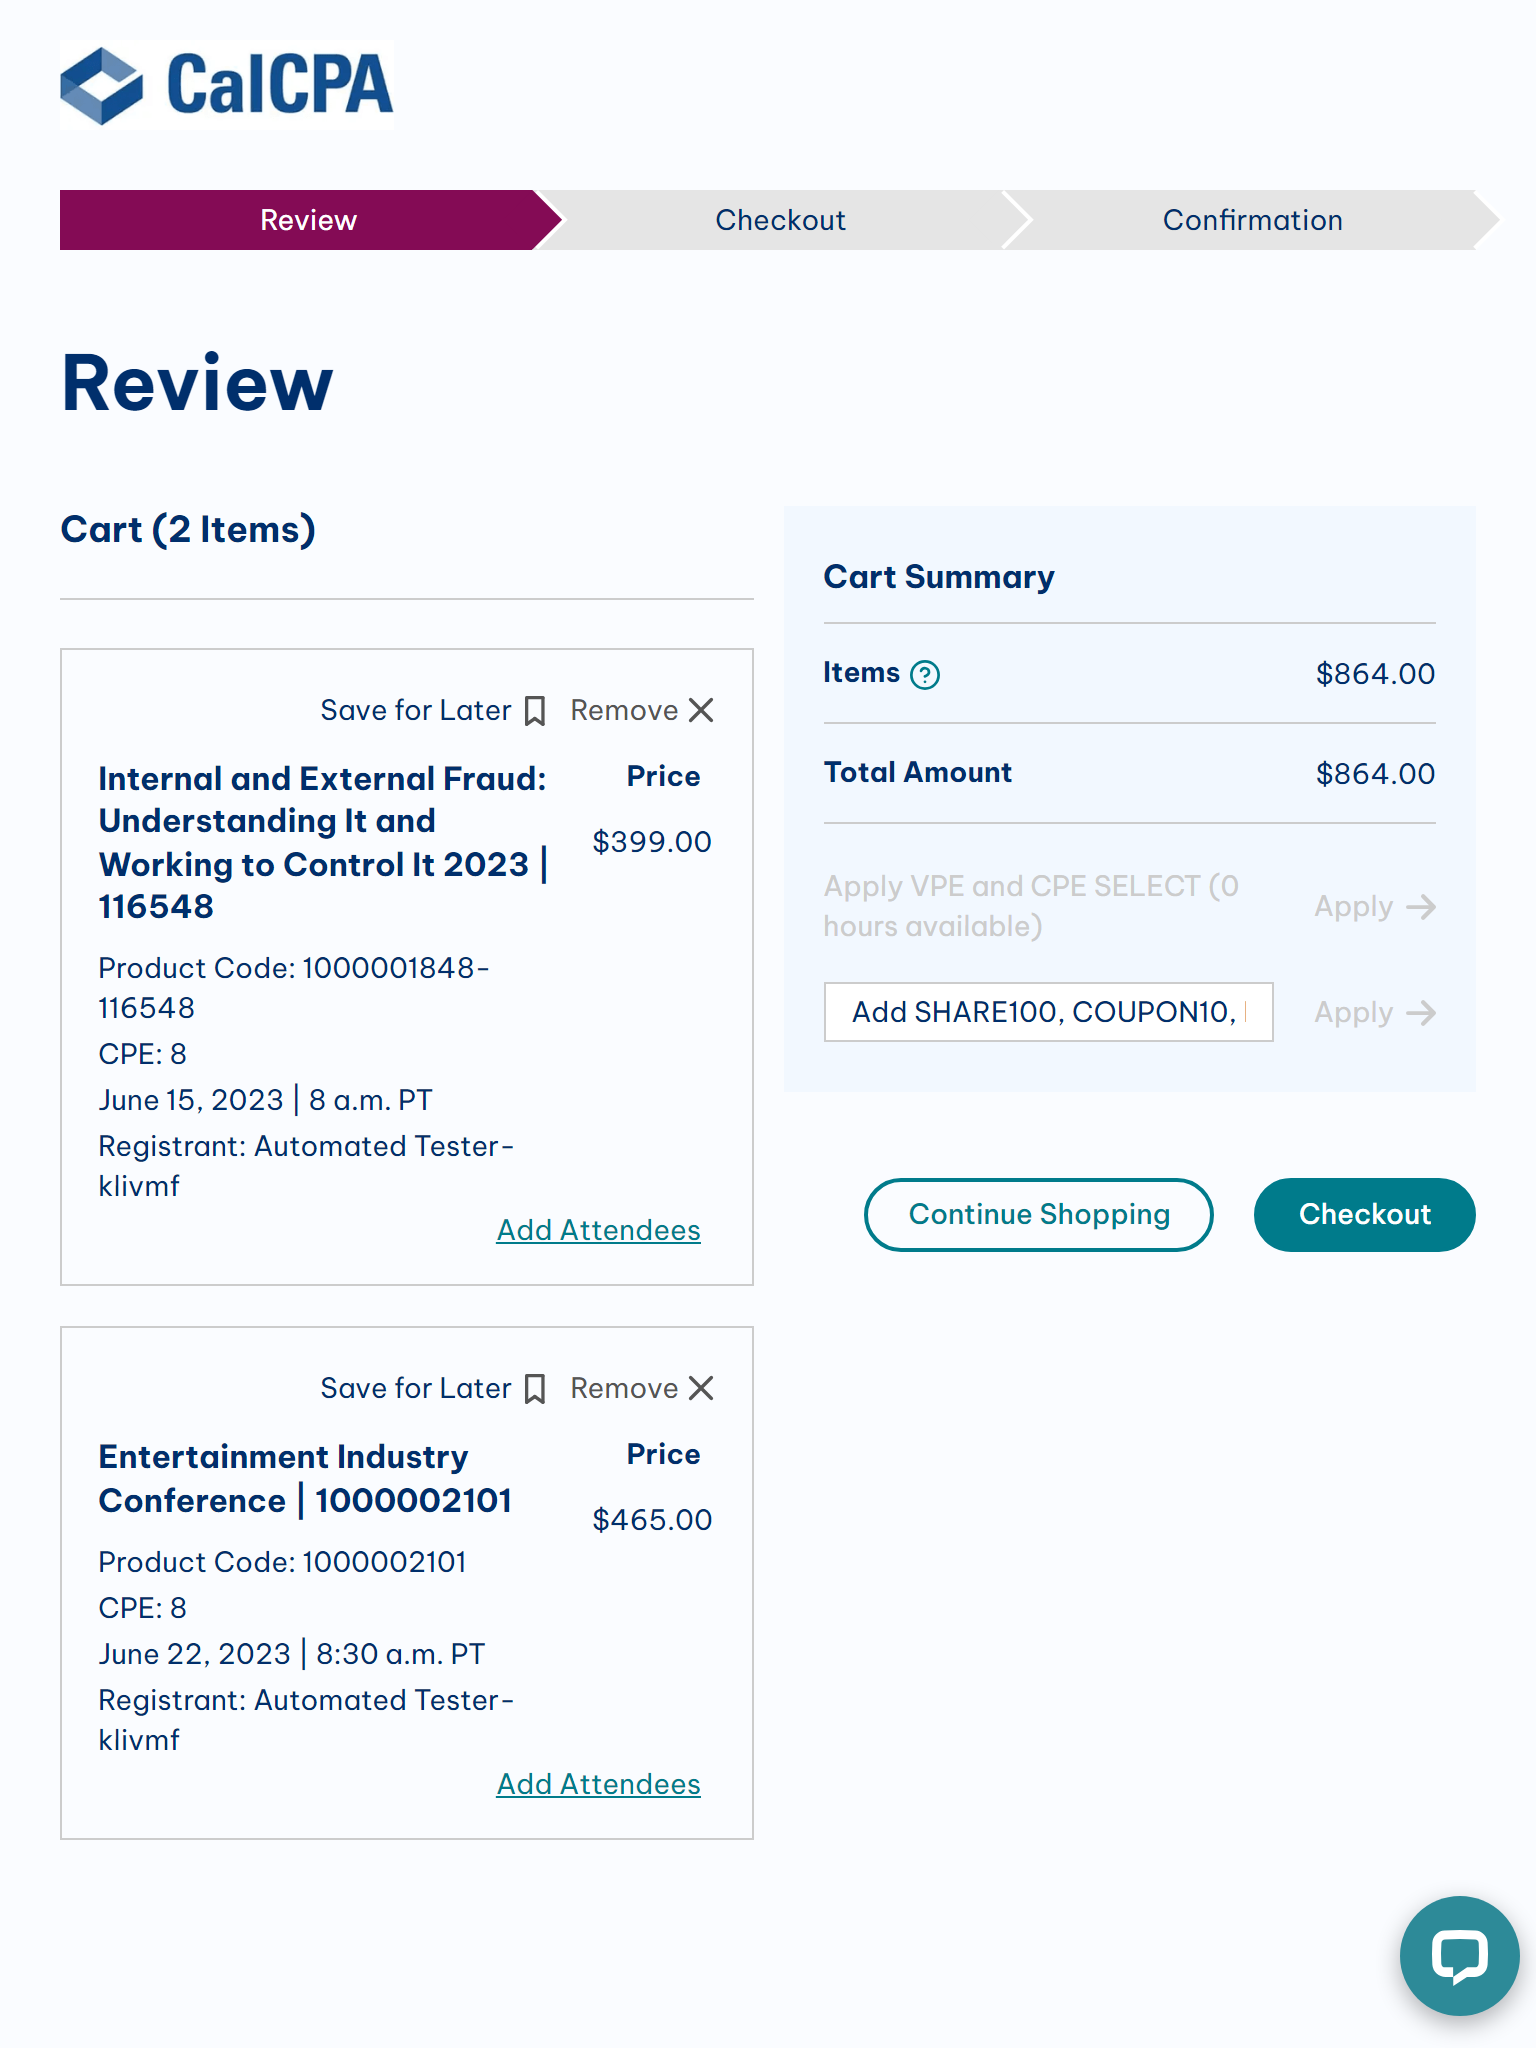 CalCPA
Review
Checkout
Confirmation
Review
Cart (2 Items)
Save for Later
Remove
Internal and External Fraud:
Understanding It and
Working to Control It 2023 |
116548
Price
$399.00
Product Code: 1000001848-
116548
CPE: 8
June 15, 2023 | 8 a.m. PT
Registrant: Automated Tester-
klivmf
Add Attendees
Save for Later
Remove
Entertainment Industry
Conference | 1000002101
Price
$465.00
Product Code: 1000002101
CPE: 8
June 22, 2023 | 8:30 a.m. PT
Registrant: Automated Tester-
klivmf
Add Attendees
Cart Summary
Items ?
$864.00
Total Amount
$864.00
Apply VPE and CPE SELECT (0
hours available)
Apply
Add SHARE100, COUPON10,
Apply
Continue Shopping
Checkout